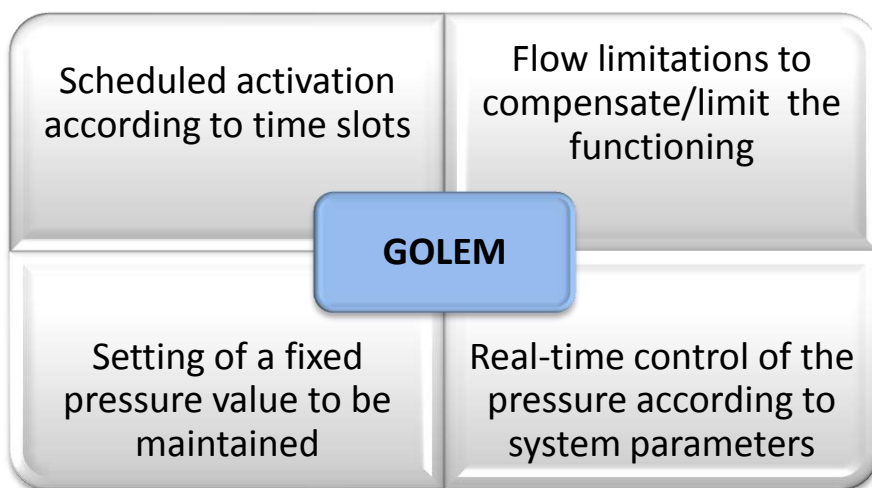 Scheduled activation
according to time slots
Flow limitations to
compensate/limit the
functioning
GOLEM
Setting of a fixed
pressure value to be
maintained
Real-time control of the
pressure according to
system parameters